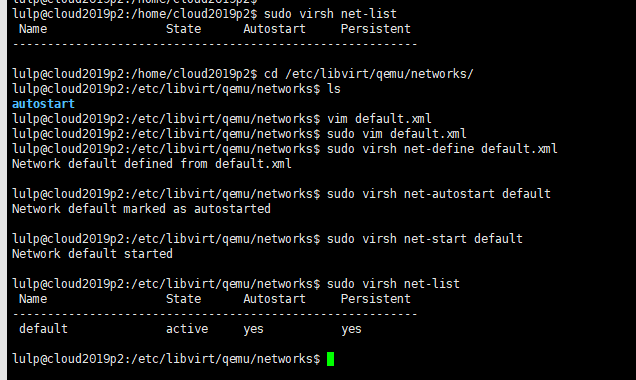 lulp@cloud2019p2:/home/cloud2019p2$ sudo virsh net-list
 Name                 State      Autostart     Persistent
----------------------------------------------------------
lulp@cloud2019p2:/home/cloud2019p2$ cd /etc/libvirt/qemu/networks/
lulp@cloud2019p2:/etc/libvirt/qemu/networks$ ls
autostart
lulp@cloud2019p2:/etc/libvirt/qemu/networks$ vim default.xml
lulp@cloud2019p2:/etc/libvirt/qemu/networks$ sudo vim default.xml
lulp@cloud2019p2:/etc/libvirt/qemu/networks$ sudo virsh net-define default.xml
Network default defined from default.xml
lulp@cloud2019p2:/etc/libvirt/qemu/networks$ sudo virsh net-autostart default
Network default marked as autostarted
lulp@cloud2019p2:/etc/libvirt/qemu/networks$ sudo virsh net-start default
Network default started
lulp@cloud2019p2:/etc/libvirt/qemu/networks$ sudo virsh net-list
 Name                 State      Autostart     Persistent
----------------------------------------------------------
 default              active     yes           yes
lulp@cloud2019p2:/etc/libvirt/qemu/networks$